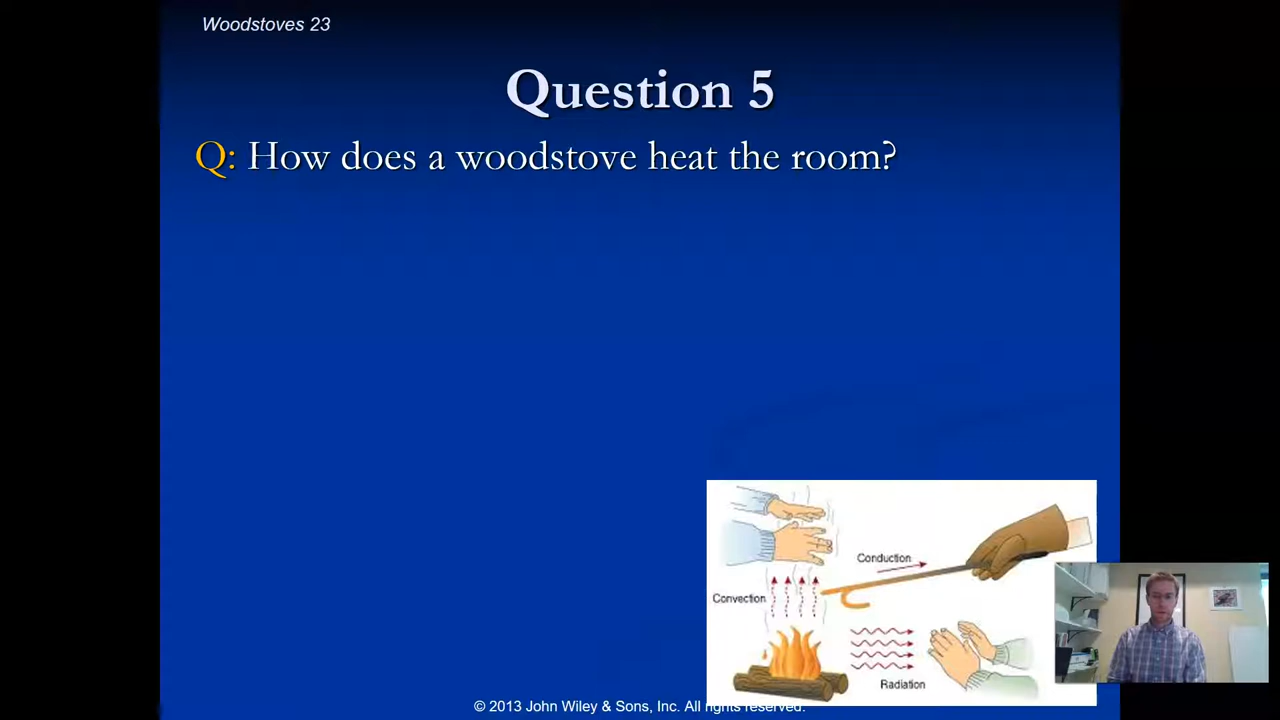 Woodstoves 23
Question 5
Q: How does a woodstove heat the room?
Conduction
Convection
Radiation
© 2013 John Wiley & Sons, Inc. All rights reserved.